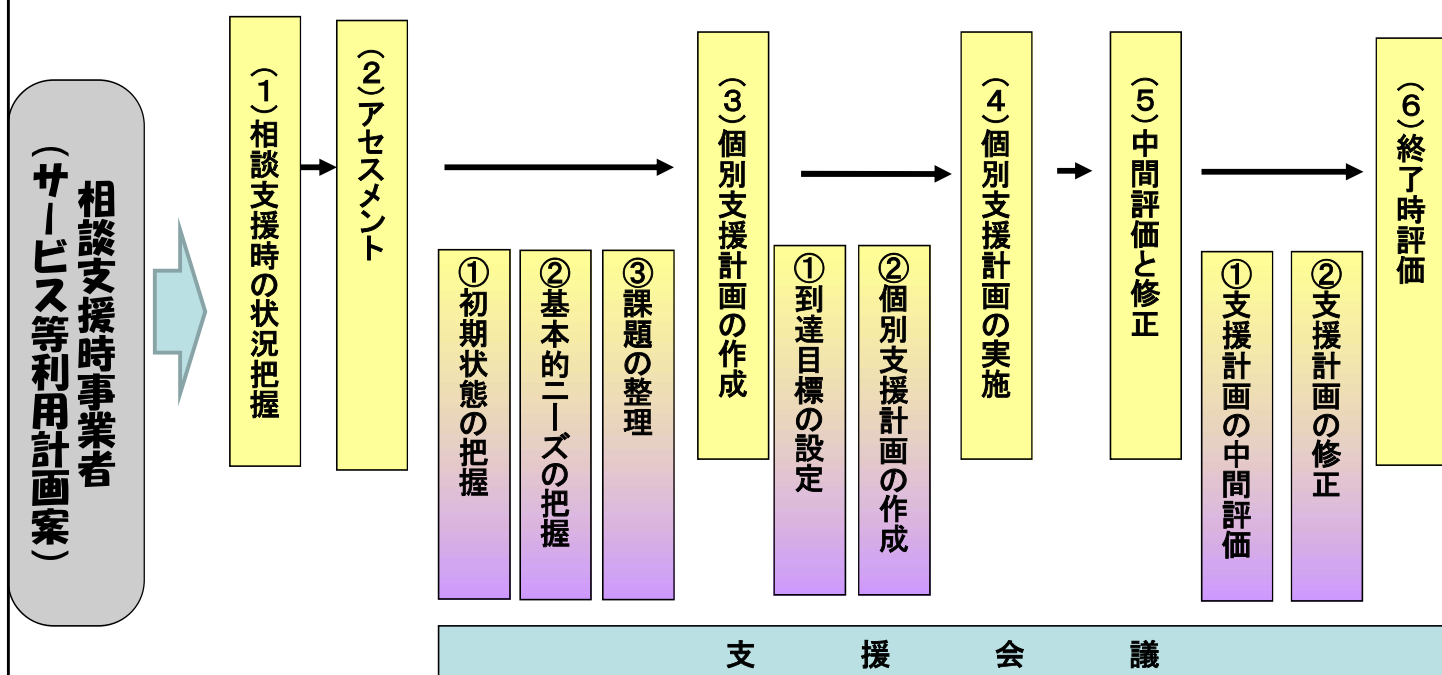 相談支援時事業者
（サービス等利用計画案）
（１）相談支援時の状況把握
（２）アセスメント
①初期状態の把握
②基本的ニーズの把握
③課題の整理
（３）個別支援計画の作成
①到達目標の設定
②個別支援計画の作成
（４）個別支援計画の実施
（５）中間評価と修正
①支援計画の中間評価
②支援計画の修正
（６）終了時評価
支援会議